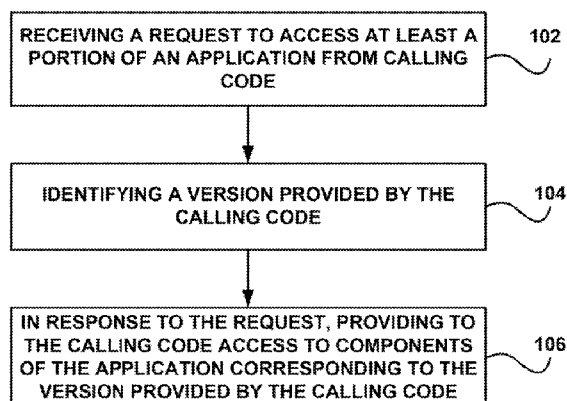 RECEIVING A REQUEST TO ACCESS AT LEAST A
PORTION OF AN APPLICATION FROM CALLING
CODE
102
IDENTIFYING A VERSION PROVIDED BY THE
CALLING CODE
104
IN RESPONSE TO THE REQUEST, PROVIDING TO
THE CALLING CODE ACCESS TO COMPONENTS
OF THE APPLICATION CORRESPONDING TO THE
VERSION PROVIDED BY THE CALLING CODE
106